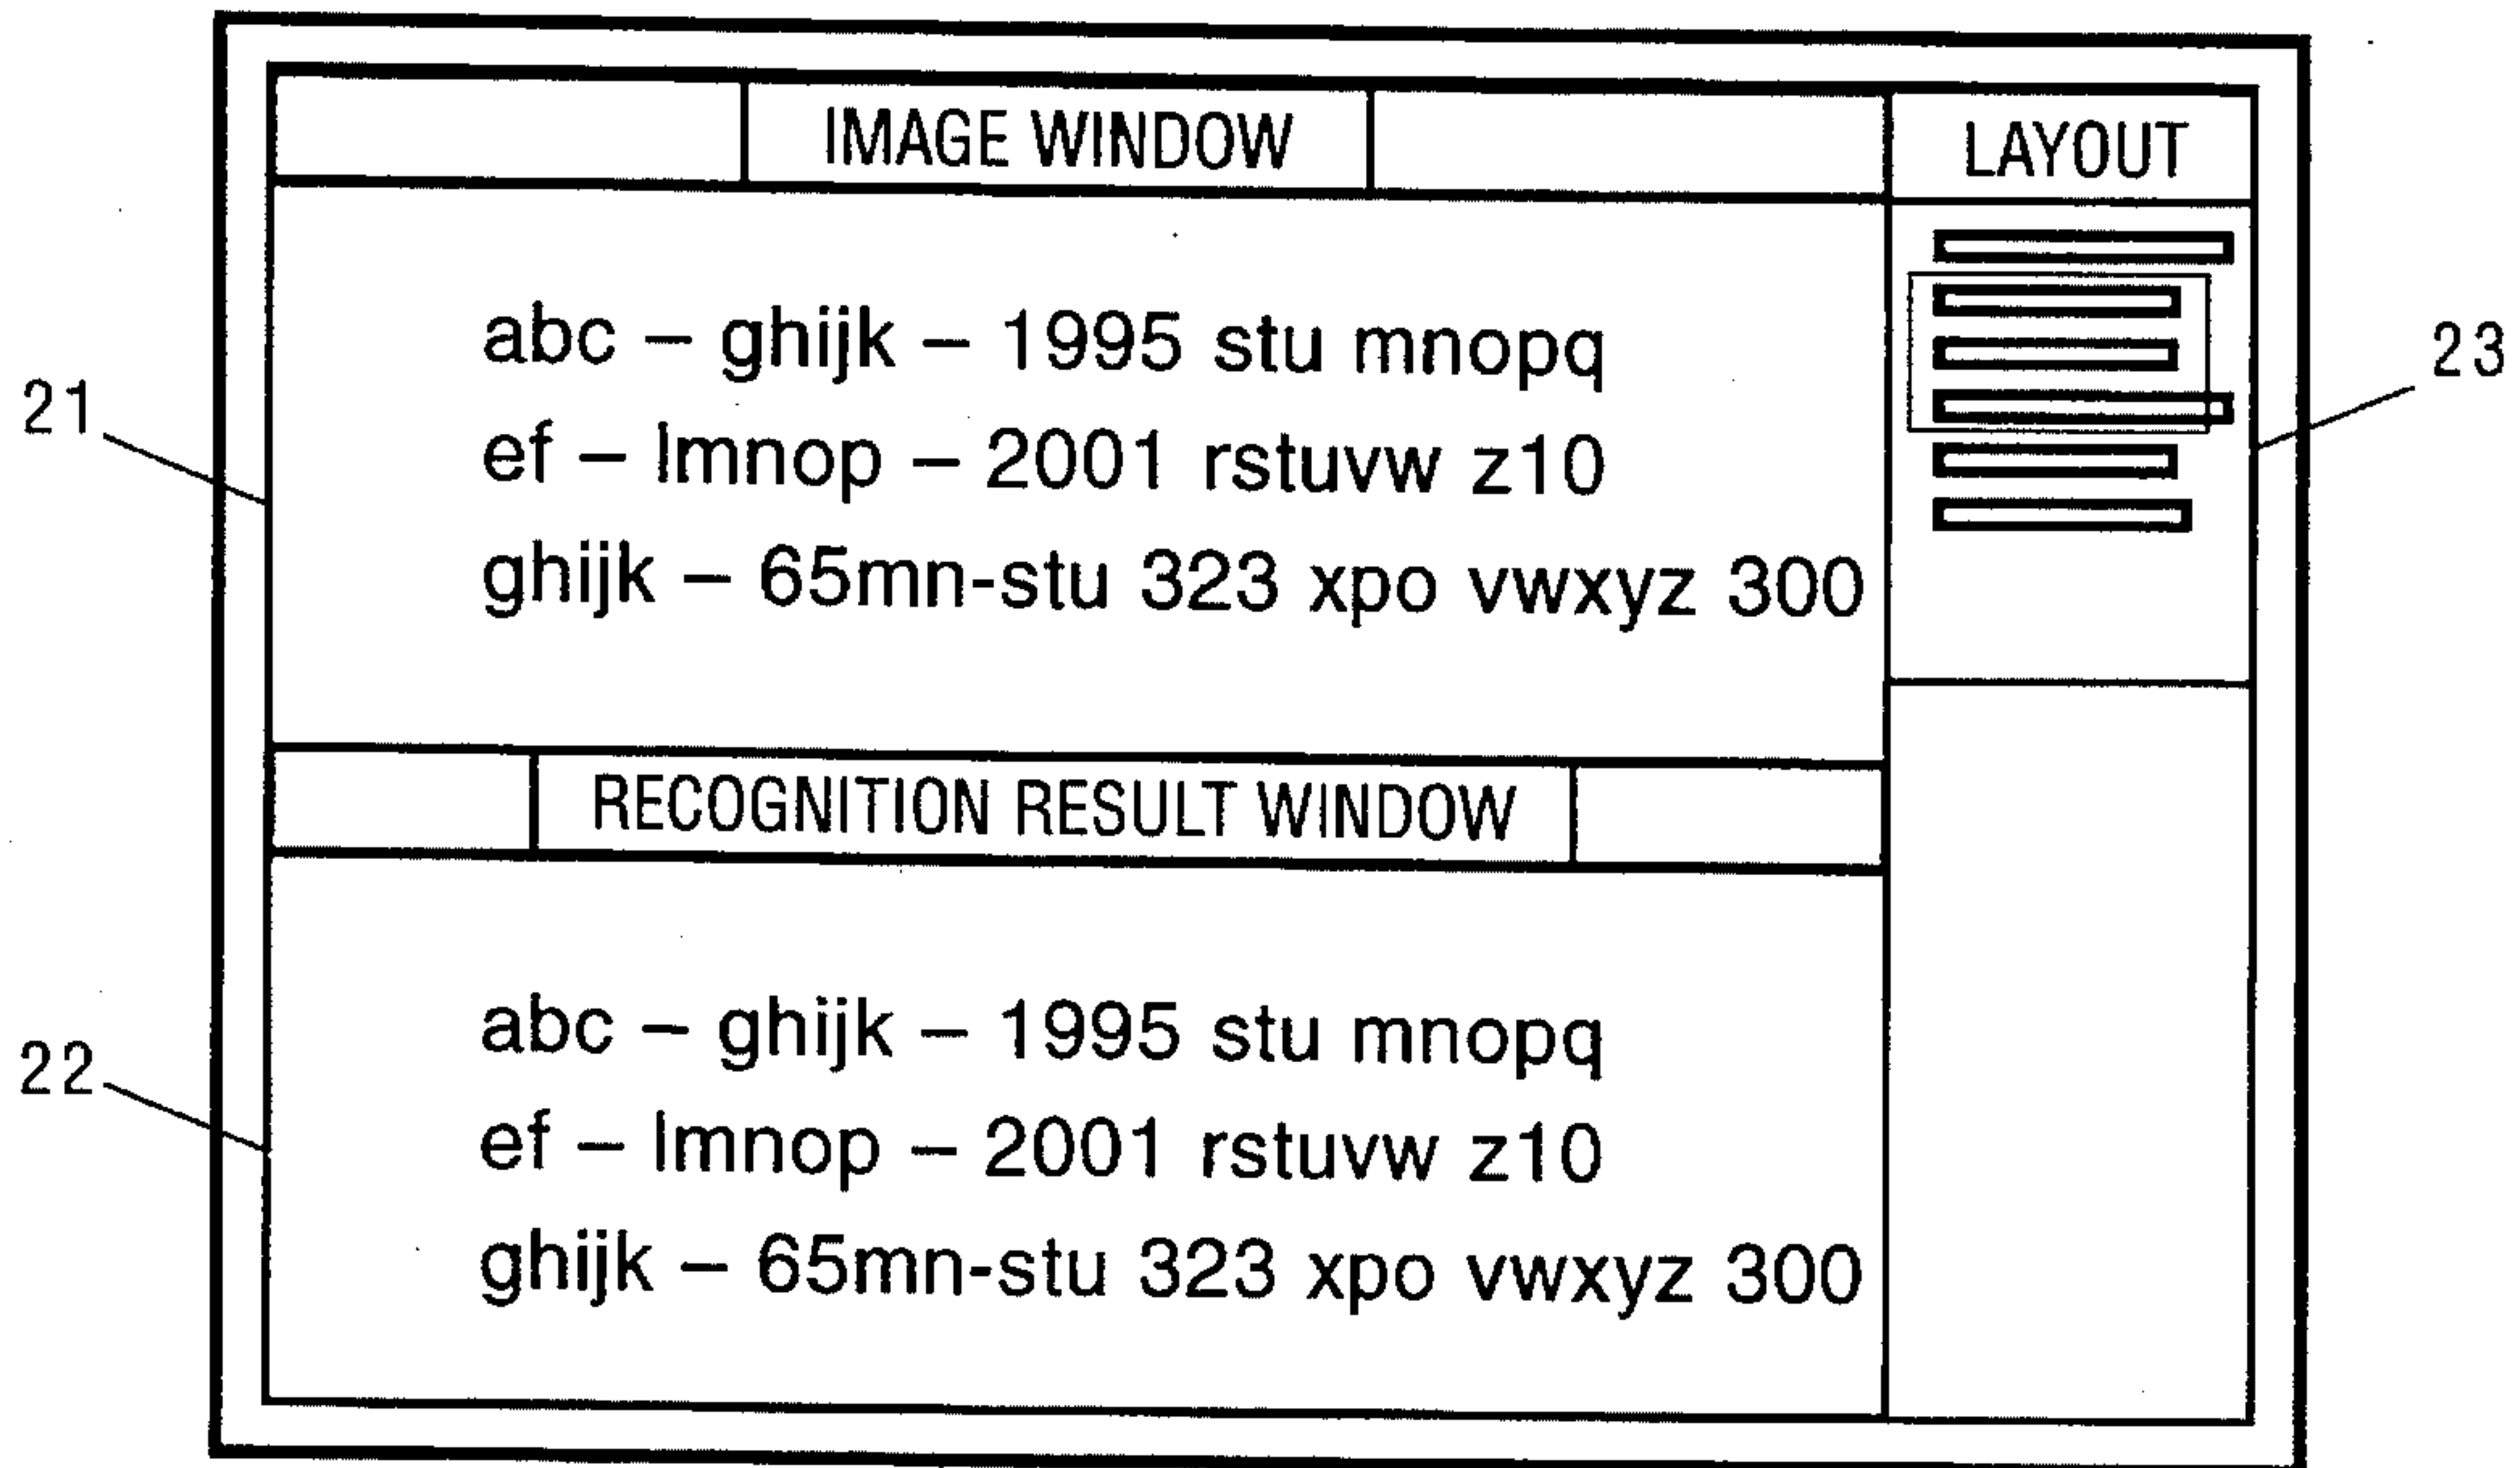 IMAGE WINDOW
LAYOUT
abc – ghijk – 1995 stu mnopq
ef – lmnop – 2001 rstuvw z10
ghijk – 65mn-stu 323 xpo vwxyz 300
21
23
RECOGNITION RESULT WINDOW
abc – ghijk – 1995 stu mnopq
ef – lmnop – 2001 rstuvw z10
ghijk – 65mn-stu 323 xpo vwxyz 300
22